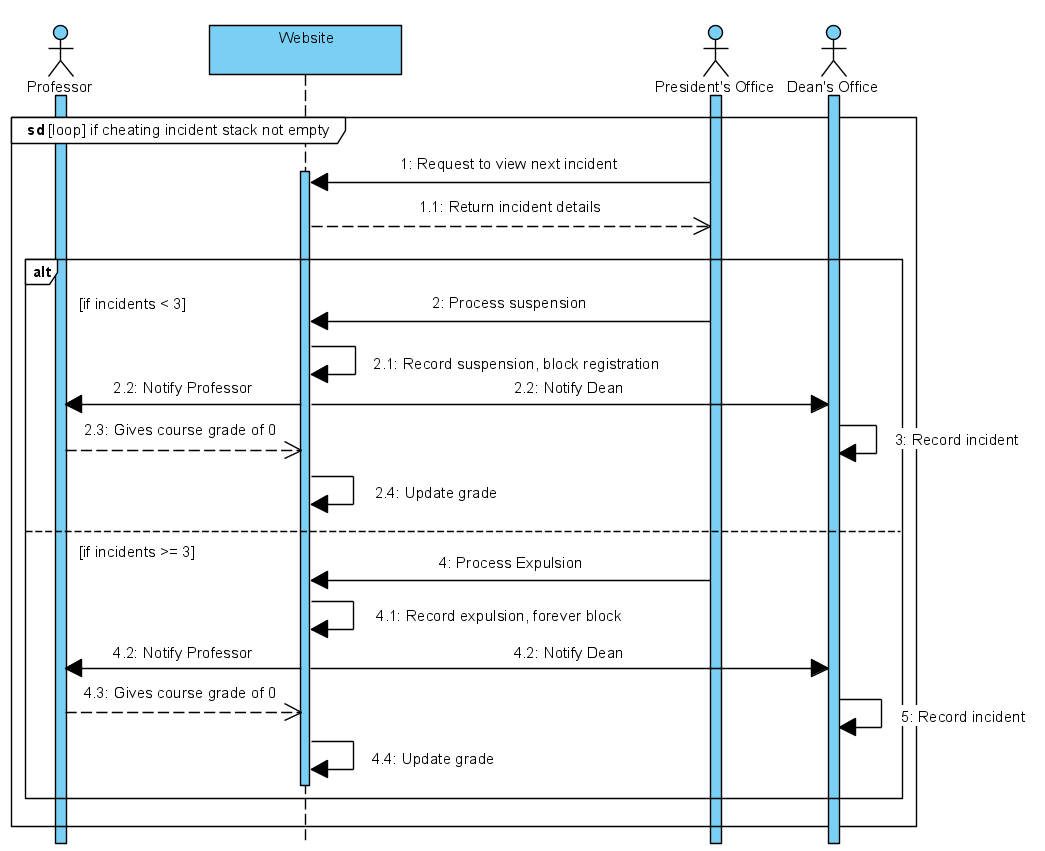 Website
Professor
President's Office
Dean's Office
sd [loop] if cheating incident stack not empty
1: Request to view next incident
1.1: Return incident details
alt
[if incidents < 3]
2: Process suspension
2.1: Record suspension, block registration
2.2: Notify Professor
2.2: Notify Dean
2.3: Gives course grade of 0
3: Record incident
2.4: Update grade
[if incidents >= 3]
4: Process Expulsion
4.1: Record expulsion, forever block
4.2: Notify Professor
4.2: Notify Dean
4.3: Gives course grade of 0
5: Record incident
4.4: Update grade